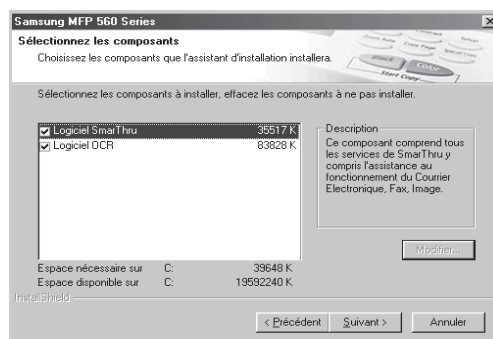 Samsung MFP 560 Series
Sélectionnez les composants
Choisissez les composants que l'assistant d'installation installera.
Sélectionnez les composants à installer, effacez les composants à ne pas installer.
Logiciel SmarThru 35517 K
Logiciel OCR 83828 K
Description
Ce composant comprend tous
les services de SmarThru y
compris l'assistance au
fonctionnement du Courrier
Electronique, Fax, Image.
Modifier...
Espace nécessaire sur C: 39648 K
Espace disponible sur C: 19592240 K
InstallShield
< Précédent
Suivant >
Annuler